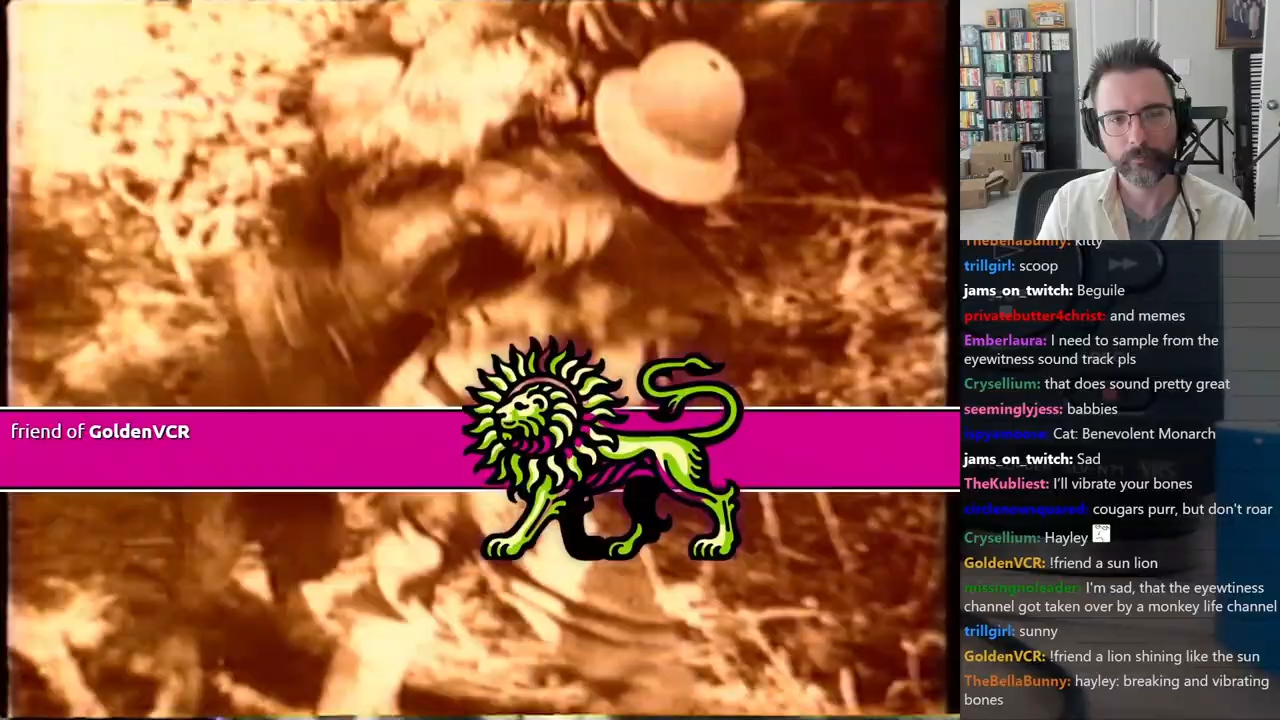 friend of GoldenVCR
TheBellaBunny: kitty
trillgirl: scoop
jams_on_twitch: Beguile
privatebutter4christ: and memes
Emberlaura: I need to sample from the
eyewitness sound track pls
Crysellium: that does sound pretty great
seeminglyjess: babbies
Cat: Benevolent Monarch
jams_on_twitch: Sad
TheKubliest: I'll vibrate your bones
cougars purr, but don't roar
Crysellium: Hayley
GoldenVCR: !friend a sun lion
missingnoleader: I'm sad, that the eyewtiness
channel got taken over by a monkey life channel
trillgirl: sunny
GoldenVCR: !friend a lion shining like the sun
TheBellaBunny: hayley: breaking and vibrating
bones